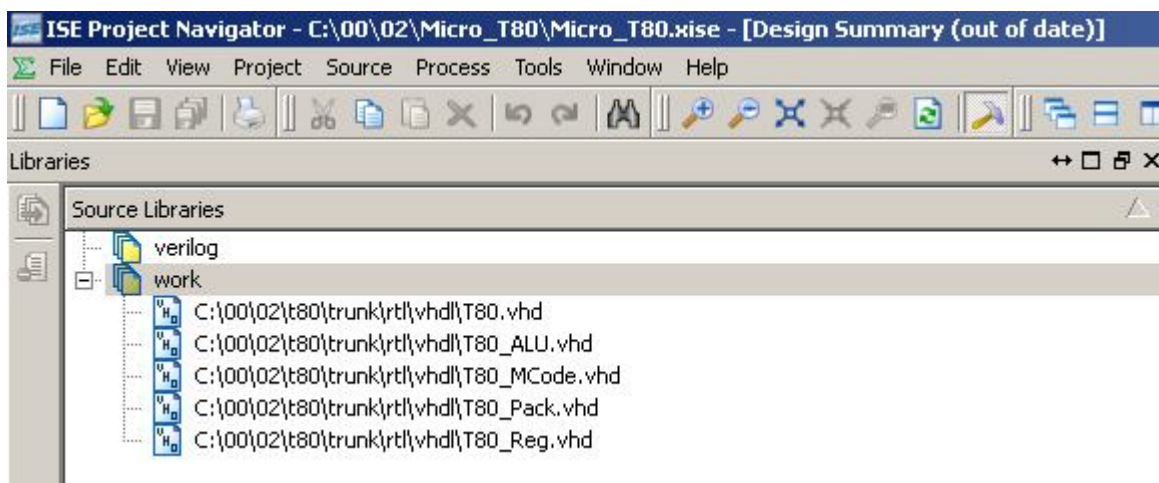 ISE Project Navigator - C:\00\02\Micro_T80\Micro_T80.xise - [Design Summary (out of date)]
File Edit View Project Source Process Tools Window Help
Libraries
Source Libraries
verilog
work
C:\00\02\t80\trunk\rtl\vhdl\T80.vhd
C:\00\02\t80\trunk\rtl\vhdl\T80_ALU.vhd
C:\00\02\t80\trunk\rtl\vhdl\T80_MCode.vhd
C:\00\02\t80\trunk\rtl\vhdl\T80_Pack.vhd
C:\00\02\t80\trunk\rtl\vhdl\T80_Reg.vhd